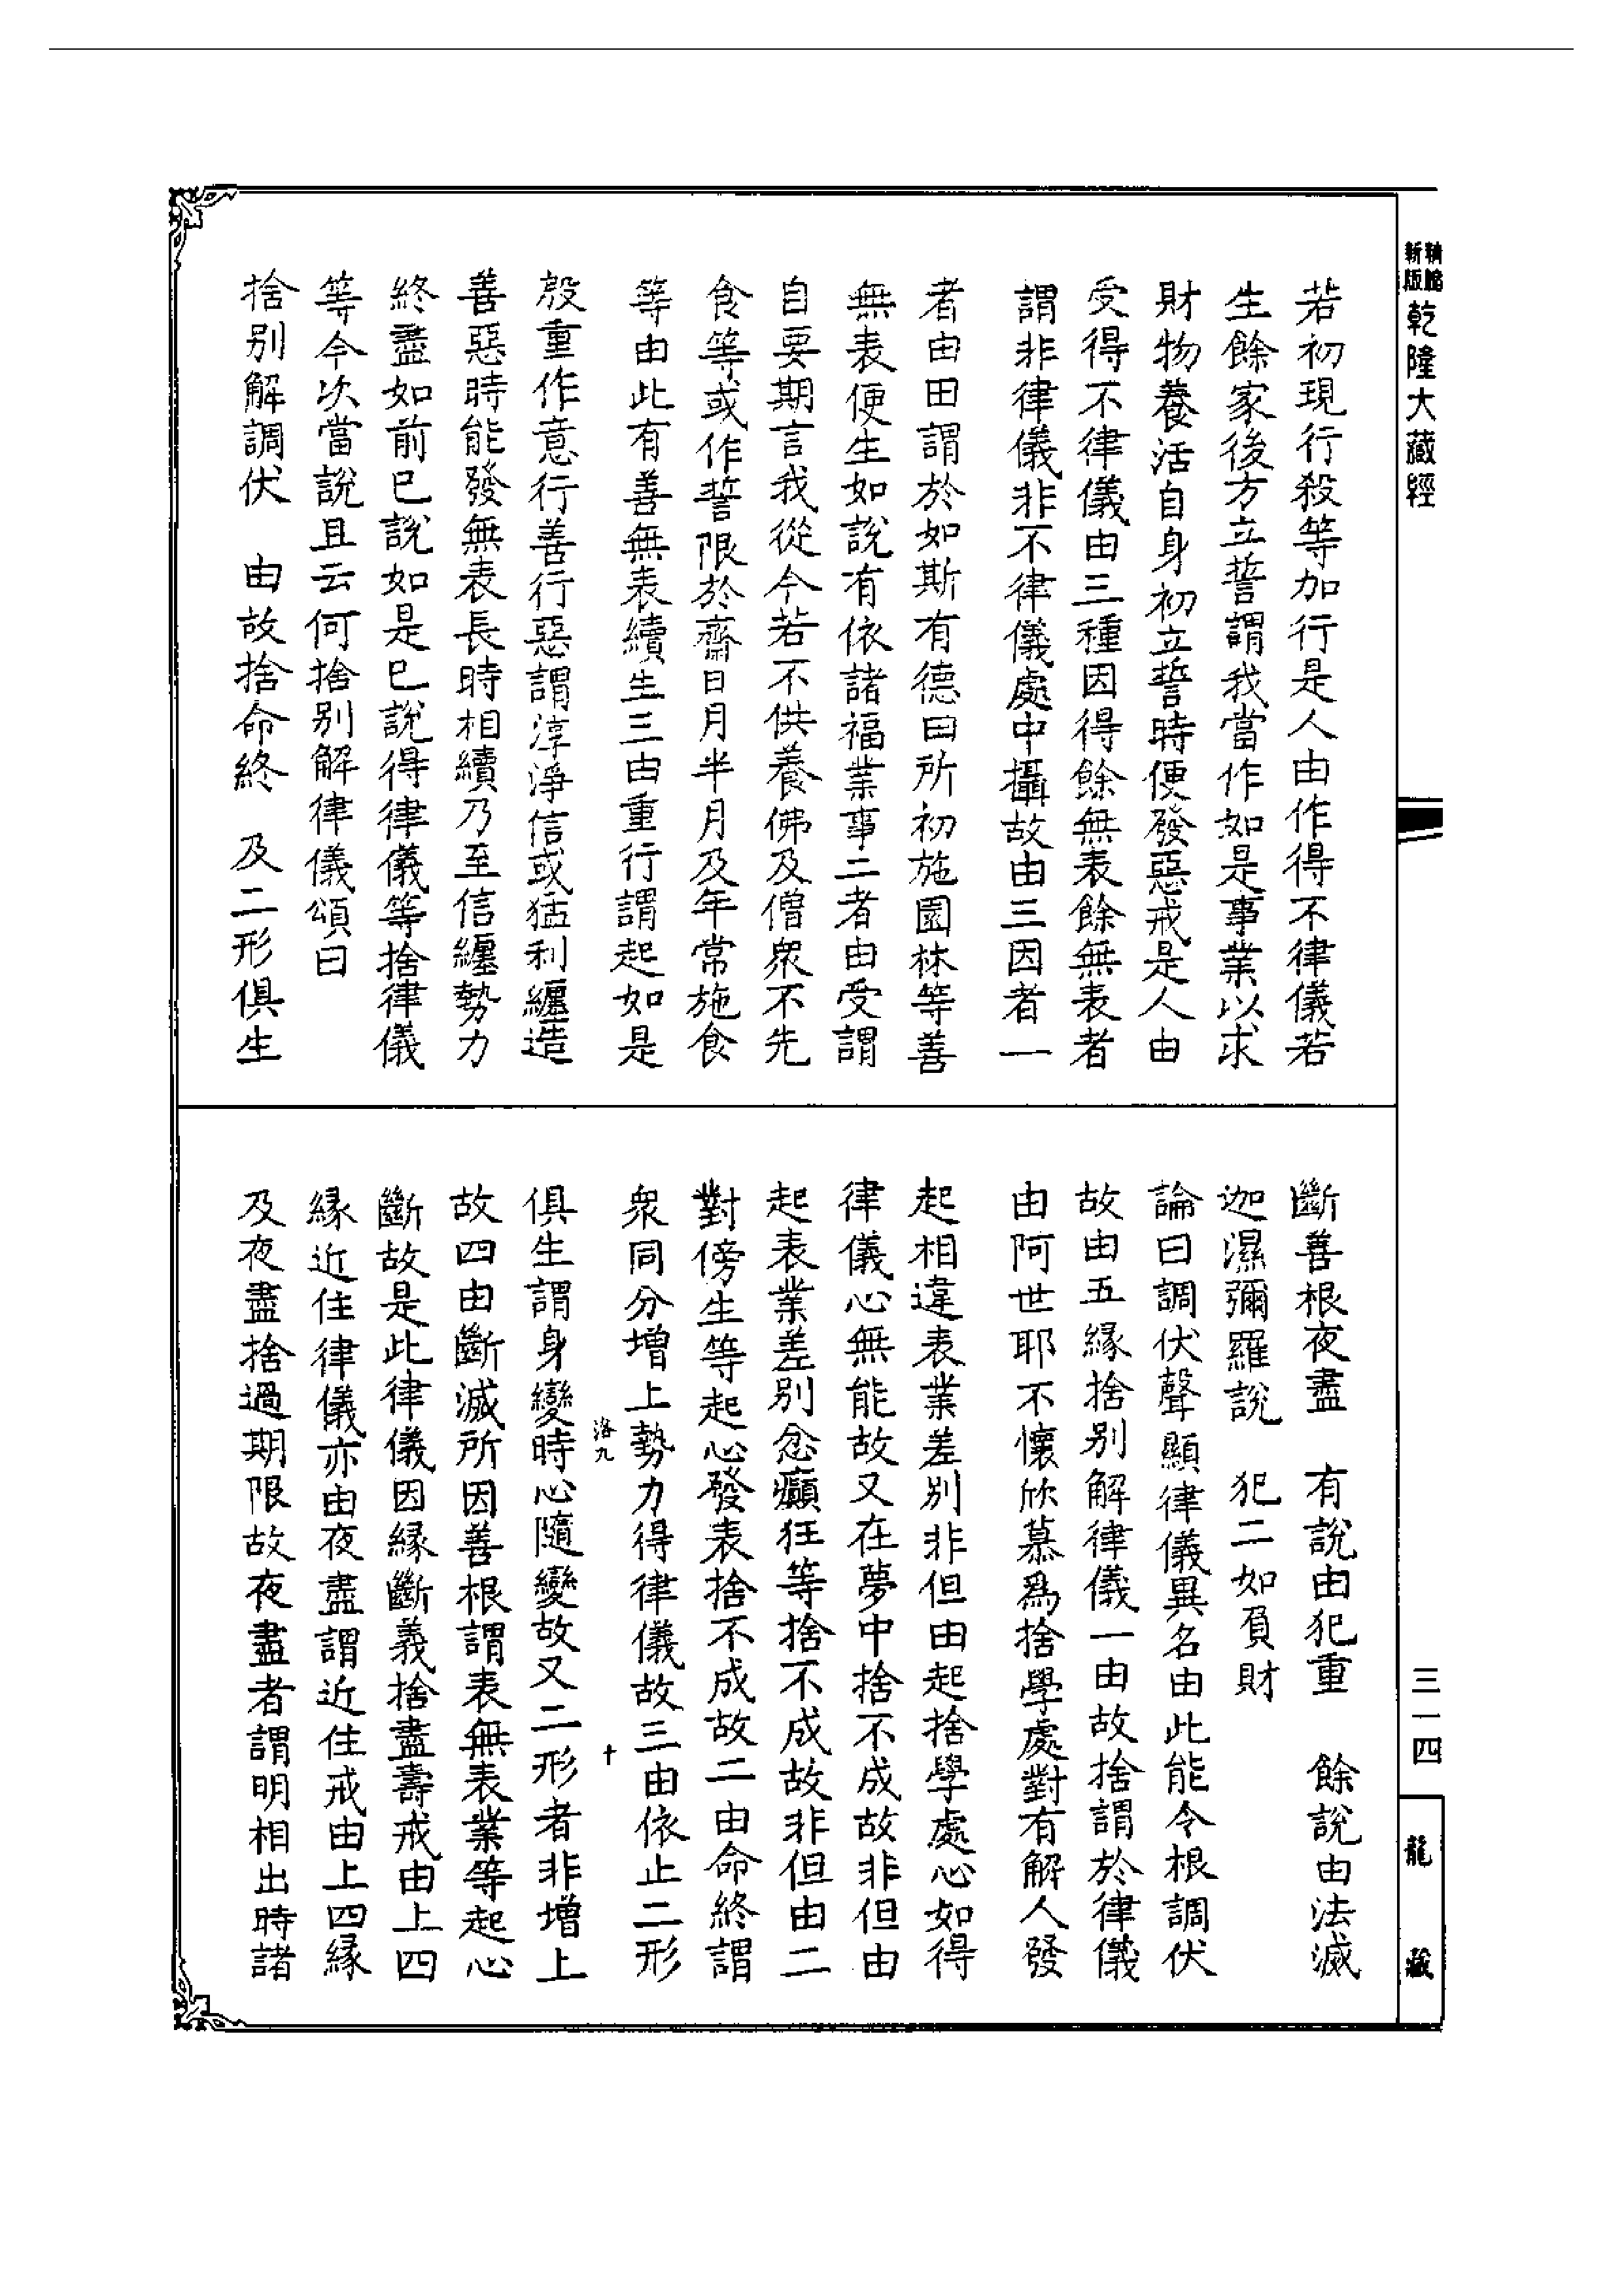 新編
縮版
乾隆大藏經
三一四
龍藏
若初現行殺等加行是人由作得不律儀若
生餘家後方立誓謂我當作如是事業以求
財物養活自身初立誓時便發惡戒是人由
受得不律儀由三種因得餘無表餘無表者
謂非律儀非不律儀處中攝故由三因者一
者由田謂於如斯有德田所初施園林等善
無表便生如說有依諸福業事二者由受謂
自要期言我從今若不供養佛及僧衆不先
食等或作誓限於齋日月半月及年常施食
等由此有善無表續生三由重行謂起如是
殷重作意行善行惡謂淳淨信或猛利纏造
善惡時能發無表長時相續乃至信纏勢力
終盡如前已說如是已說得律儀等捨律儀
等今次當說且云何捨別解律儀頌曰
捨別解調伏　由故捨命終　及二形俱生
斷善根夜盡　有說由犯重　餘說由法滅
迦濕彌羅說　犯二如負財
論曰調伏聲顯律儀異名由此能令根調伏
故由五緣捨別解律儀一由故捨謂於律儀
由阿世耶不懷欣慕爲捨學處對有解人發
起相違表業差別非但由起捨學處心如得
律儀心無能故又在夢中捨不成故非但由
起表業差別忿癲狂等捨不成故非但由二
對傍生等起心發表捨不成故二由命終謂
衆同分增上勢力得律儀故三由依止二形
洛九
十
俱生謂身變時心隨變故又二形者非增上
故四由斷滅所因善根謂表無表業等起心
斷故是此律儀因緣斷義捨盡壽戒由上四
緣近住律儀亦由夜盡謂近住戒由上四緣
及夜盡捨過期限故夜盡者謂明相出時諸